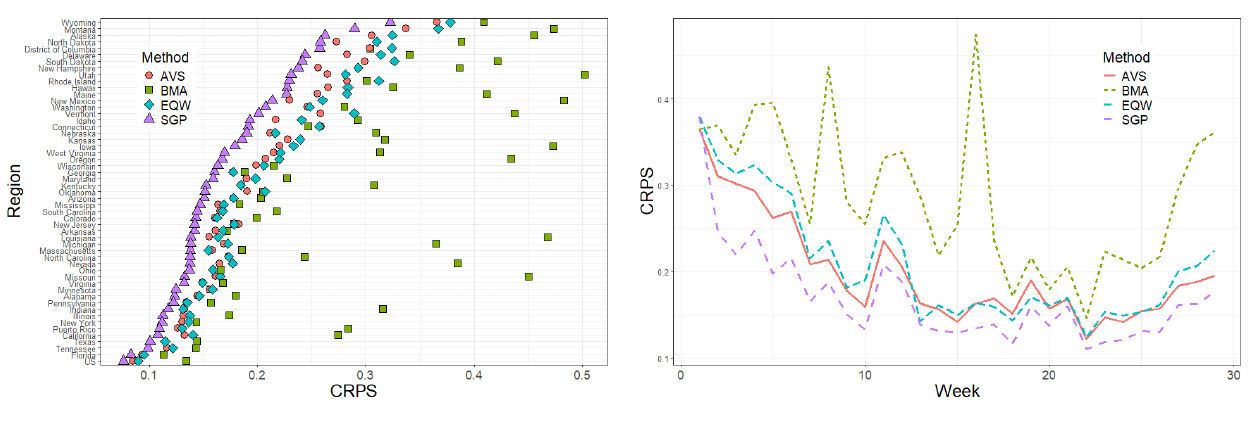 Region
Wyoming
Montana
Alaska
North Dakota
District of Columbia
Delaware
South Dakota
New Hampshire
Utah
Rhode Island
Hawaii
Maine
New Mexico
Washington
Vermont
Idaho
Connecticut
Nebraska
Kansas
Iowa
West Virginia
Oregon
Wisconsin
Georgia
Maryland
Kentucky
Oklahoma
Arizona
Mississippi
South Carolina
Colorado
New Jersey
Arkansas
Louisiana
Michigan
Massachusetts
North Carolina
Nevada
Ohio
Missouri
Virginia
Minnesota
Alabama
Pennsylvania
Indiana
Illinois
New York
Puerto Rico
California
Texas
Tennessee
Florida
US
Method
AVS
BMA
EQW
SGP
0.1 0.2 0.3 0.4 0.5
CRPS
CRPS
0.4
0.3
0.2
0.1
Method
AVS
BMA
EQW
SGP
0 10 20 30
Week